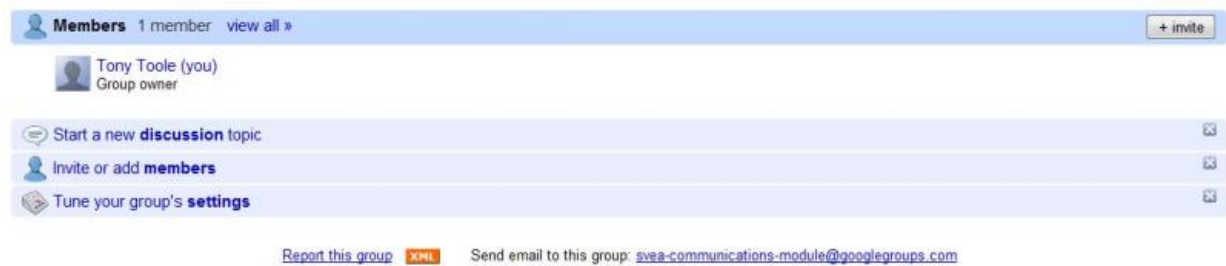 Members 1 member view all »
+ invite
Tony Toole (you)
Group owner
Start a new discussion topic
Invite or add members
Tune your group's settings
Report this group XML Send email to this group: svea-communications-module@googlegroups.com